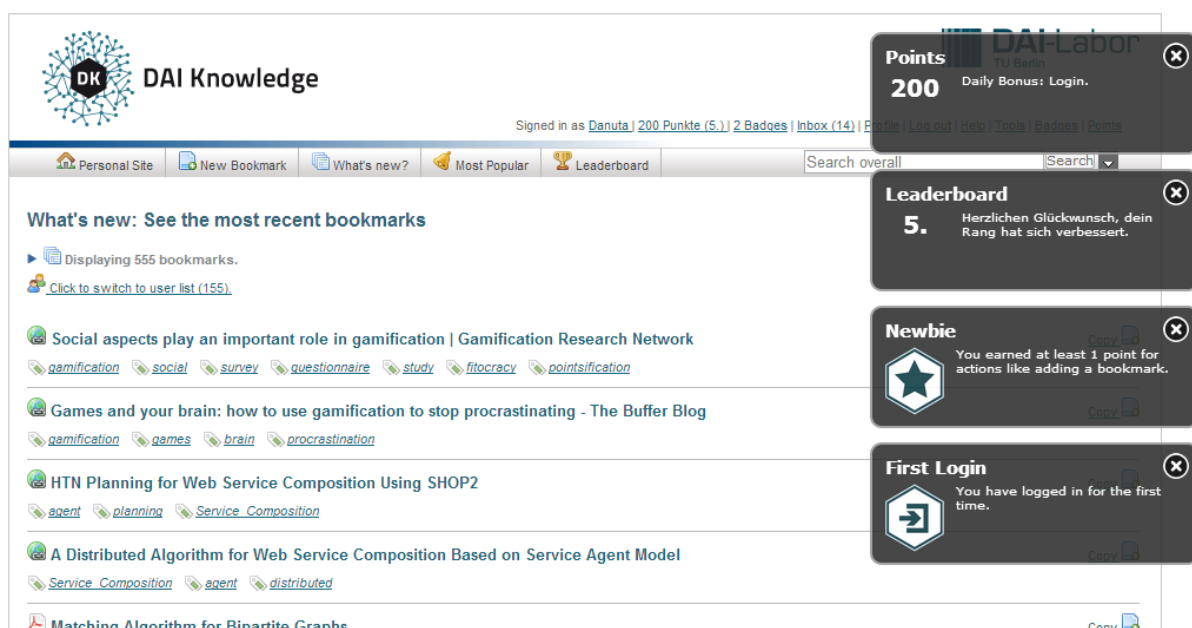 DK DAI Knowledge
DAI-Labor
TU Berlin
Signed in as Danuta | 200 Punkte (5.) | 2 Badges | Inbox (14) | Profile | Log out | Help | Tools | Badges | Points
Personal Site New Bookmark What's new? Most Popular Leaderboard Search overall Search
What's new: See the most recent bookmarks
Displaying 555 bookmarks.
Click to switch to user list (155).
Social aspects play an important role in gamification | Gamification Research Network
Copy
gamification social survey questionnaire study fitocracy pointsification
Games and your brain: how to use gamification to stop procrastinating - The Buffer Blog
Copy
gamification games brain procrastination
HTN Planning for Web Service Composition Using SHOP2
agent planning Service_Composition
A Distributed Algorithm for Web Service Composition Based on Service Agent Model
Copy
Service_Composition agent distributed
Matching Algorithm for Bipartite Graphs
Copy
Points
200 Daily Bonus: Login.
Leaderboard
5. Herzlichen Glückwunsch, dein
Rang hat sich verbessert.
Newbie
You earned at least 1 point for
actions like adding a bookmark.
First Login
You have logged in for the first
time.